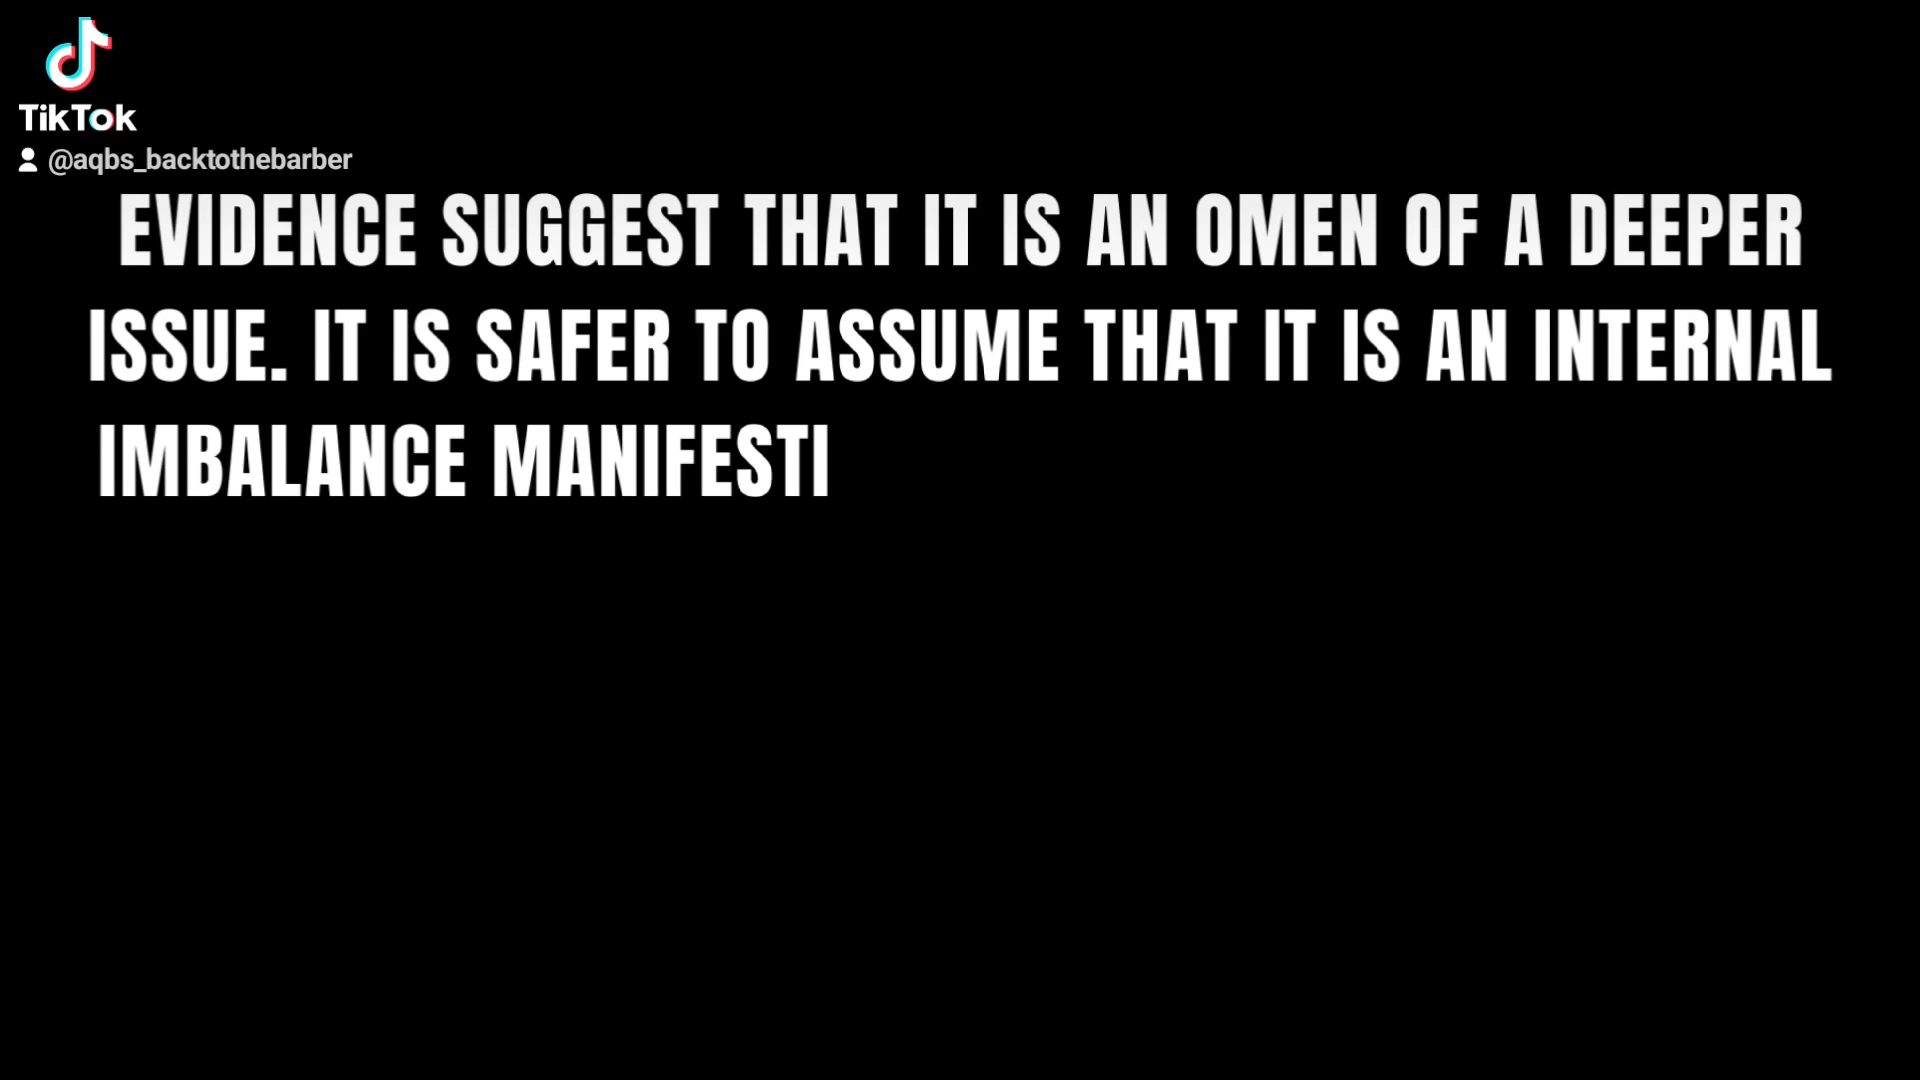 TikTok
@aqbs_backtothebarber
EVIDENCE SUGGEST THAT IT IS AN OMEN OF A DEEPER
ISSUE. IT IS SAFER TO ASSUME THAT IT IS AN INTERNAL
IMBALANCE MANIFESTI